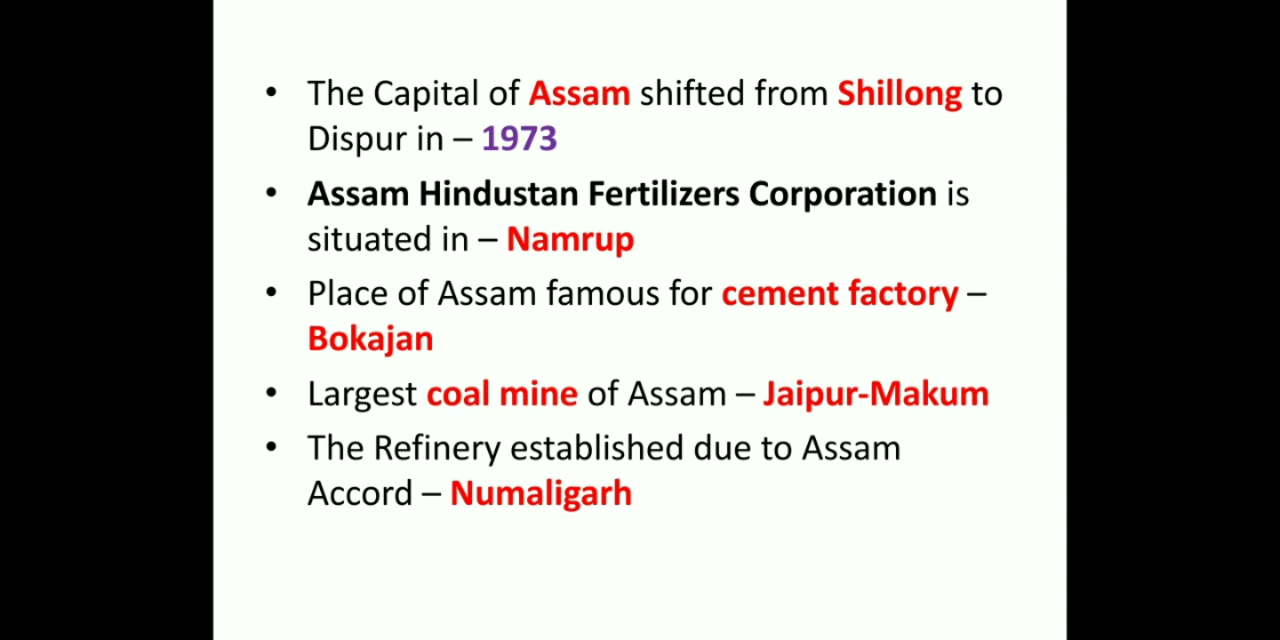 • The Capital of Assam shifted from Shillong to
Dispur in – 1973
• Assam Hindustan Fertilizers Corporation is
situated in – Namrup
• Place of Assam famous for cement factory –
Bokajan
• Largest coal mine of Assam – Jaipur-Makum
• The Refinery established due to Assam
Accord – Numaligarh